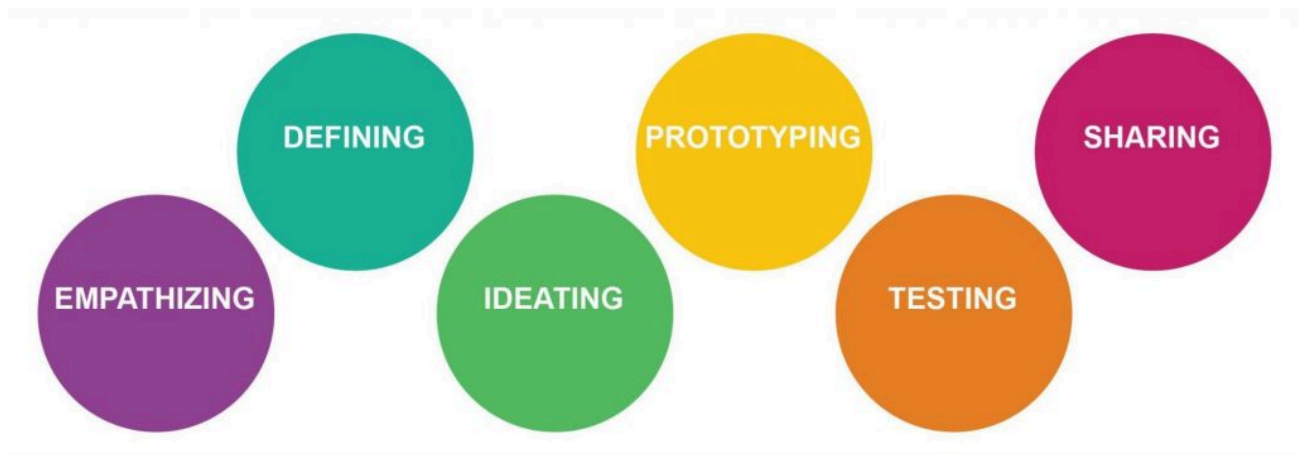 EMPATHIZING
DEFINING
IDEATING
PROTOTYPING
TESTING
SHARING